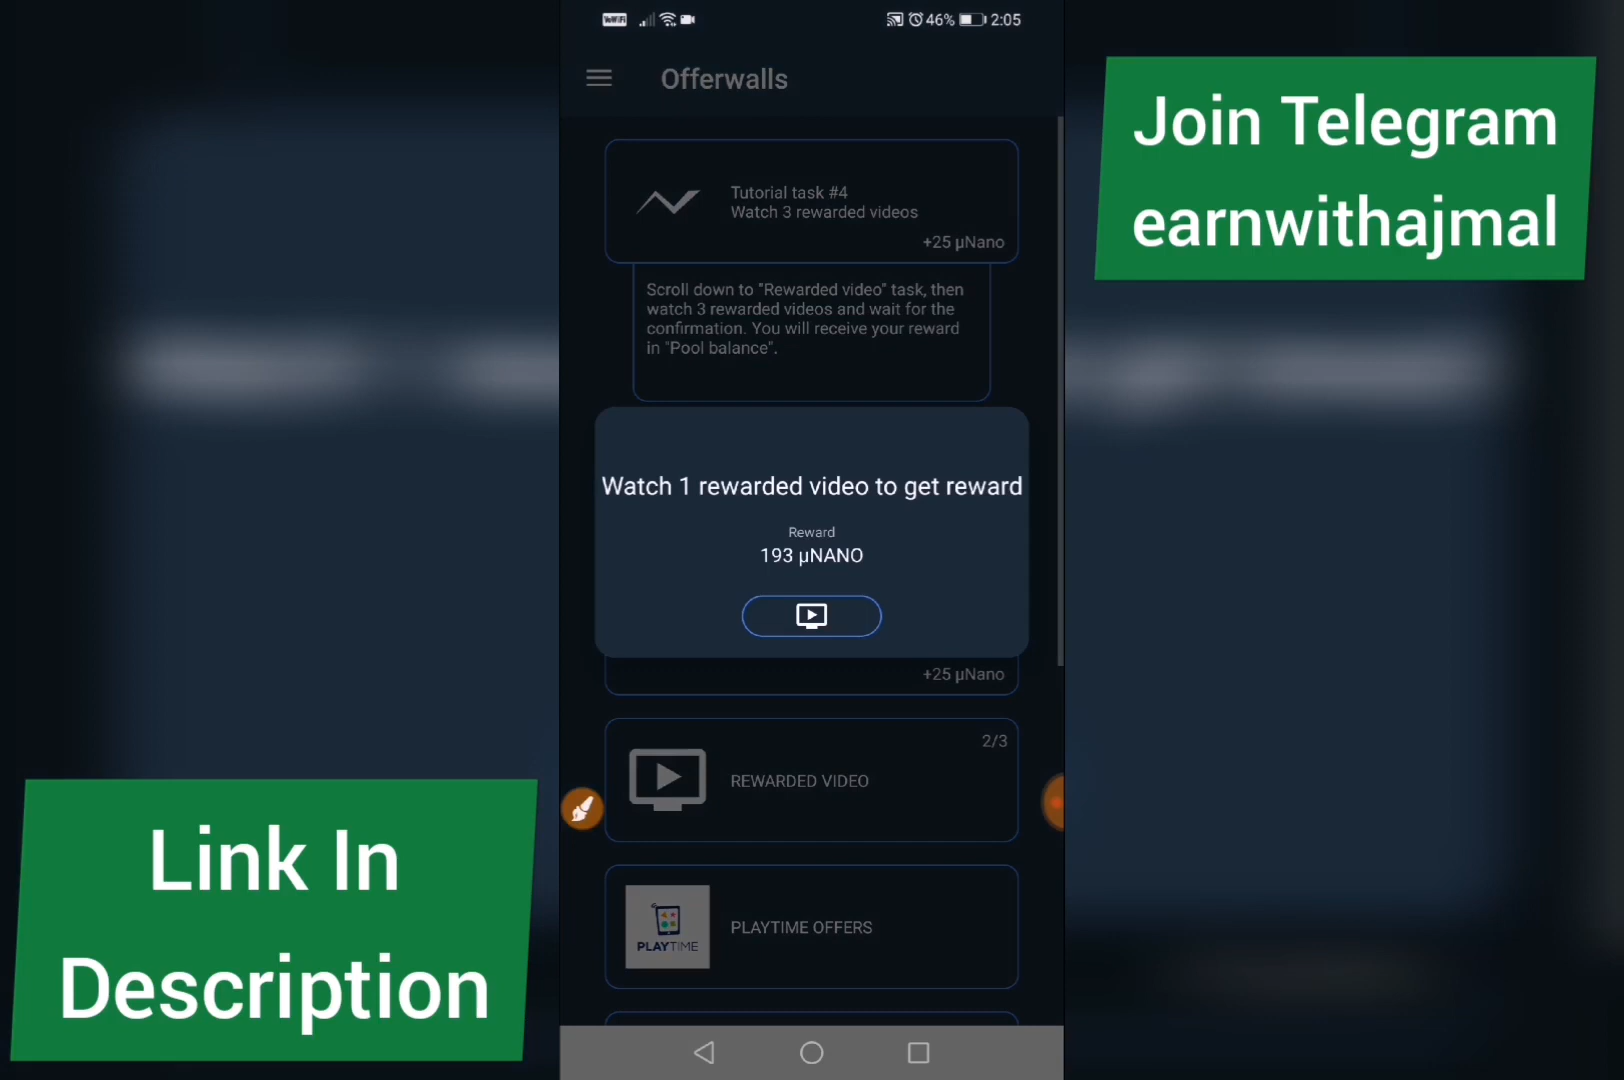 VoWiFi
46%
2:05
Offerwalls
Tutorial task #4
Watch 3 rewarded videos
+25 µNano
Scroll down to "Rewarded video" task, then
watch 3 rewarded videos and wait for the
confirmation. You will receive your reward
in "Pool balance".
Watch 1 rewarded video to get reward
Reward
193 µNANO
+25 µNano
2/3
REWARDED VIDEO
PLAYTIME
PLAYTIME OFFERS
Join Telegram
earnwithajmal
Link In
Description